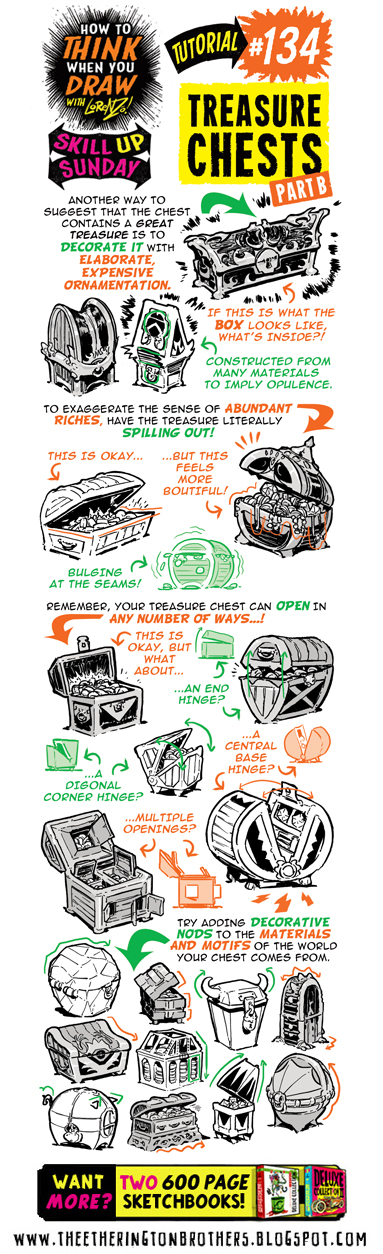 HOW TO
THINK
WHEN YOU
DRAW
WITH LORENZO!
SKILL UP
SUNDAY
TUTORIAL #134
TREASURE
CHESTS
PART B
ANOTHER WAY TO
SUGGEST THAT THE CHEST
CONTAINS A GREAT
TREASURE IS TO
DECORATE IT WITH
ELABORATE,
EXPENSIVE
ORNAMENTATION.
IF THIS IS WHAT THE
BOX LOOKS LIKE,
WHAT'S INSIDE?!
CONSTRUCTED FROM
MANY MATERIALS
TO IMPLY OPULENCE.
TO EXAGGERATE THE SENSE OF ABUNDANT
RICHES, HAVE THE TREASURE LITERALLY
SPILLING OUT!
THIS IS OKAY...
...BUT THIS
FEELS
MORE
BOUTIFUL!
BULGING
AT THE SEAMS!
REMEMBER, YOUR TREASURE CHEST CAN OPEN IN
ANY NUMBER OF WAYS...!
THIS IS
OKAY, BUT
WHAT
ABOUT...
...AN END
HINGE?
...A
DIGONAL
CORNER HINGE?
...A
CENTRAL
BASE
HINGE?
...MULTIPLE
OPENINGS?
TRY ADDING DECORATIVE
NODS TO THE MATERIALS
AND MOTIFS OF THE WORLD
YOUR CHEST COMES FROM.
WANT
MORE?
TWO 600 PAGE
SKETCHBOOKS!
DELUXE
COLLECTION
WWW.THEETHERINGTONBROTHERS.BLOGSPOT.COM